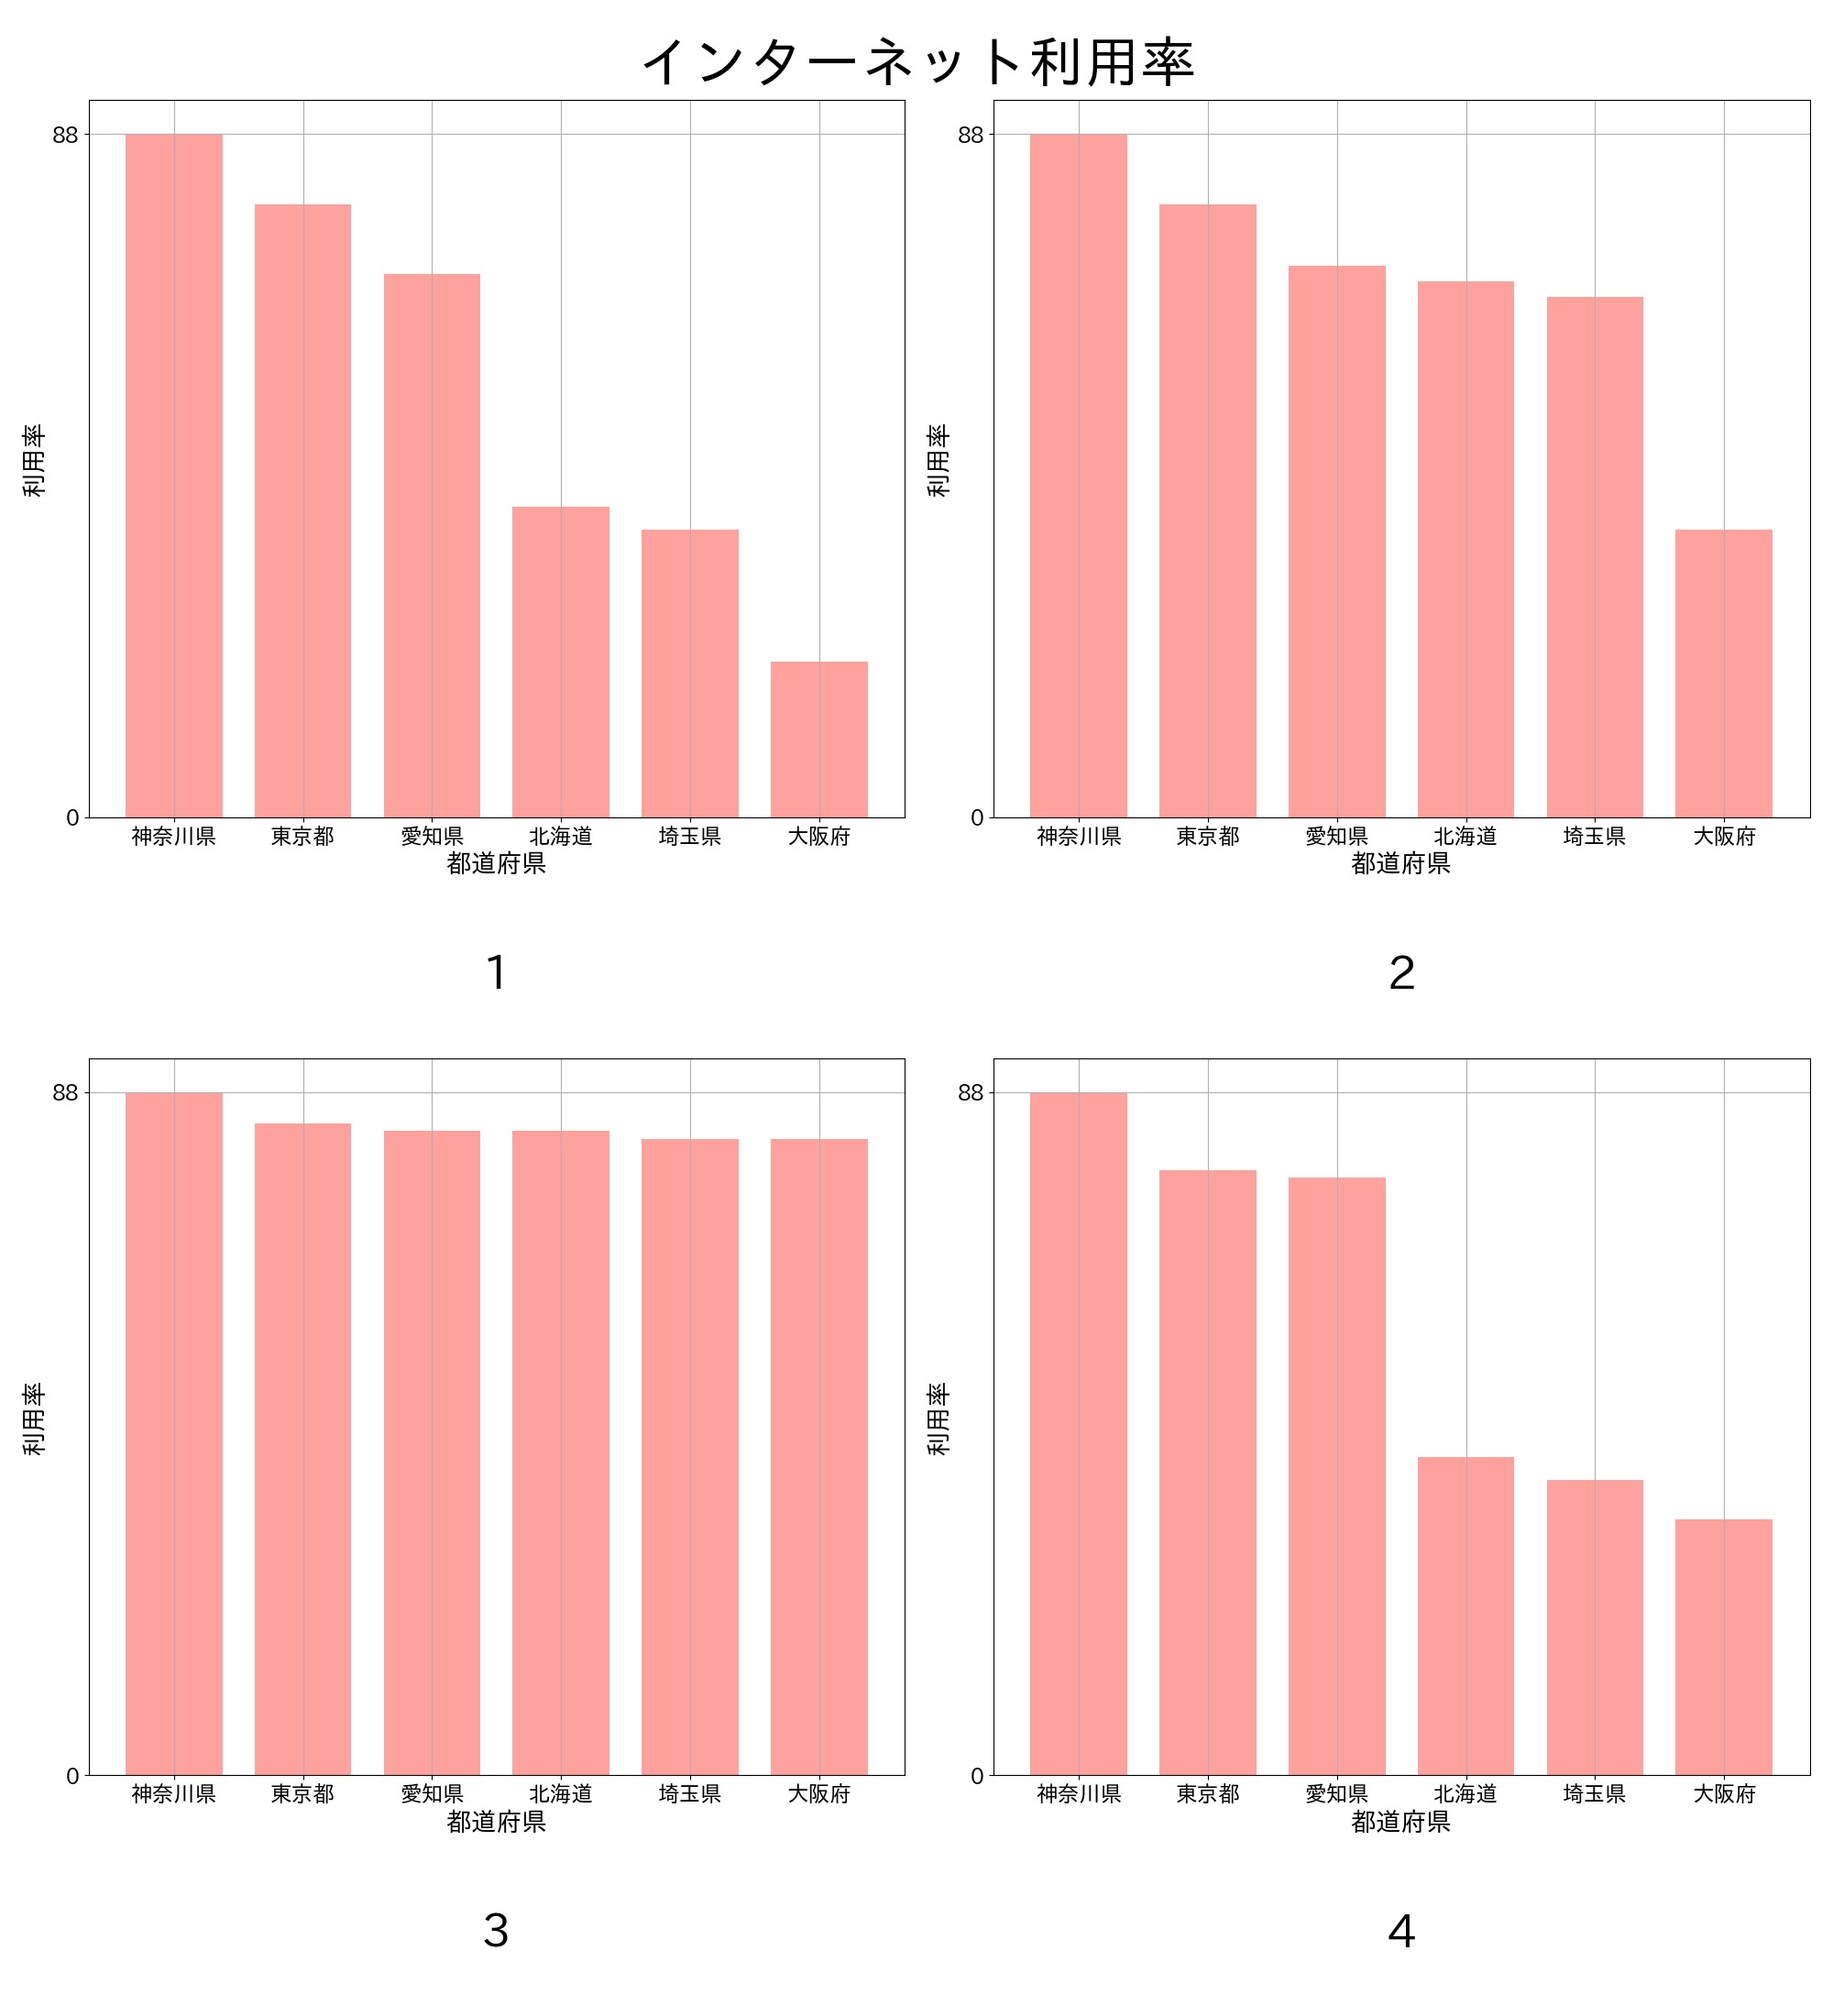 インターネット利用率
88
0
利用率
神奈川県 東京都 愛知県 北海道 埼玉県 大阪府
都道府県
1
88
0
利用率
神奈川県 東京都 愛知県 北海道 埼玉県 大阪府
都道府県
2
88
0
利用率
神奈川県 東京都 愛知県 北海道 埼玉県 大阪府
都道府県
3
88
0
利用率
神奈川県 東京都 愛知県 北海道 埼玉県 大阪府
都道府県
4